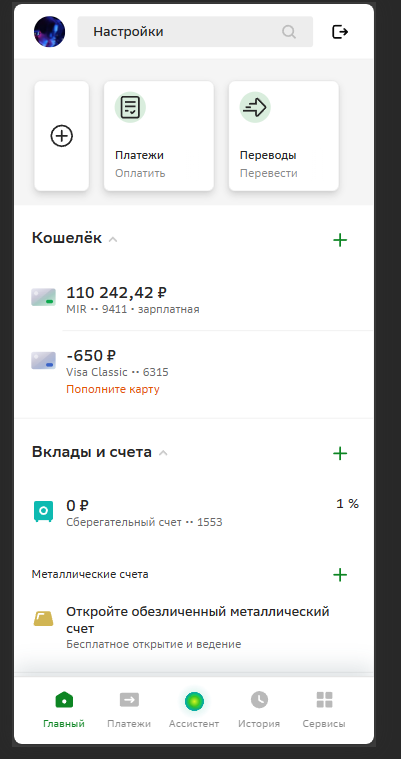 Настройки
Платежи
Оплатить
Переводы
Перевести
Кошелёк
110 242,42 ₽
MIR •• 9411 • зарплатная
-650 ₽
Visa Classic •• 6315
Пополните карту
Вклады и счета
0 ₽
1 %
Сберегательный счет •• 1553
Металлические счета
Откройте обезличенный металлический
счет
Бесплатное открытие и ведение
Главный
Платежи
Ассистент
История
Сервисы